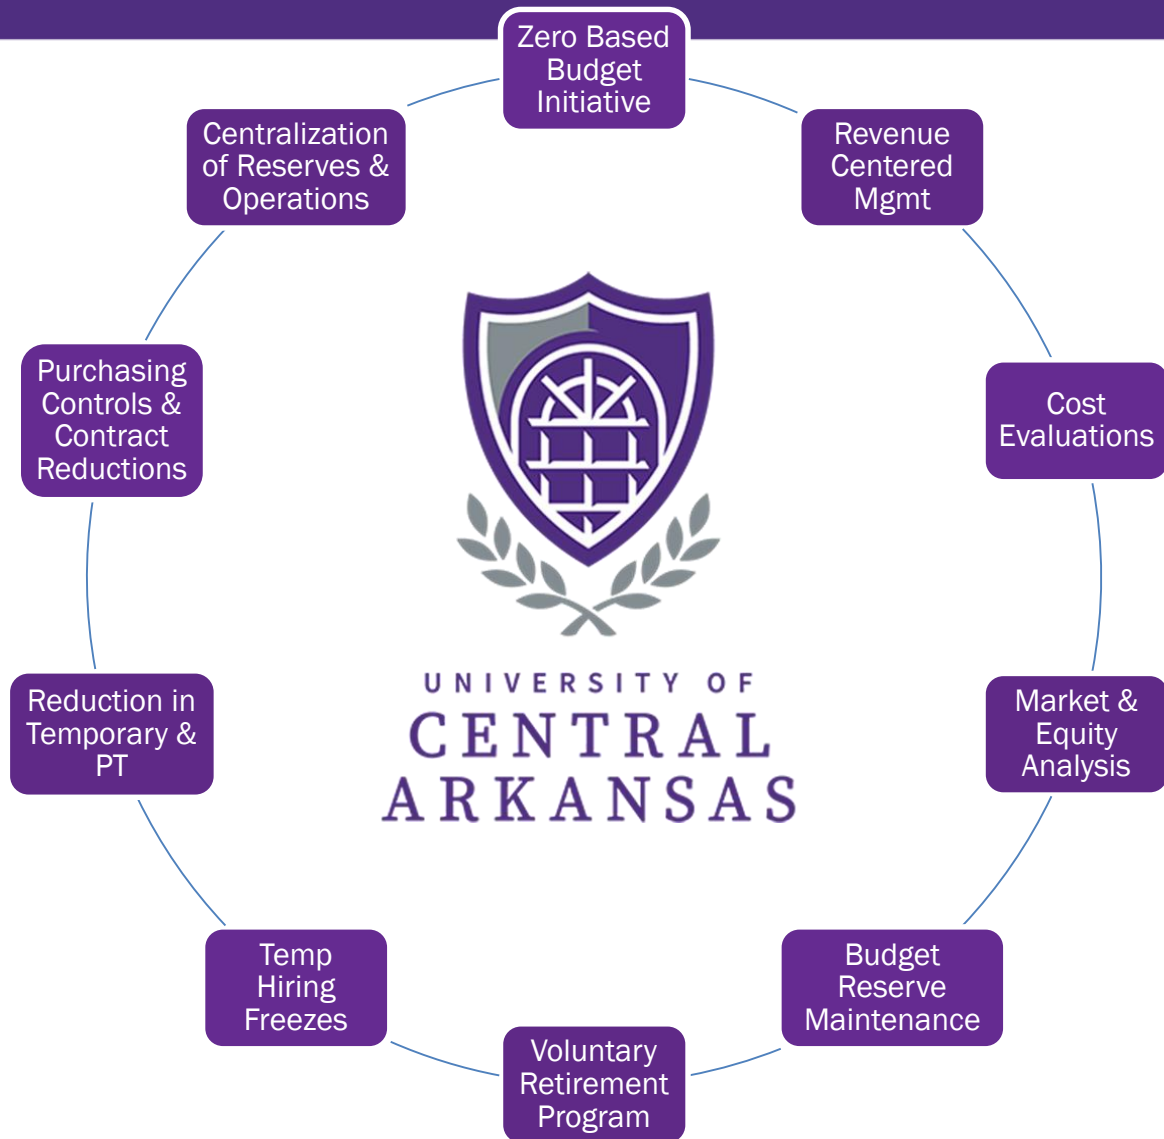 Zero Based
Budget
Initiative
Revenue
Centered
Mgmt
Cost
Evaluations
Market &
Equity
Analysis
Budget
Reserve
Maintenance
Voluntary
Retirement
Program
Temp
Hiring
Freezes
Reduction in
Temporary &
PT
Purchasing
Controls &
Contract
Reductions
Centralization
of Reserves &
Operations
UNIVERSITY OF
CENTRAL
ARKANSAS